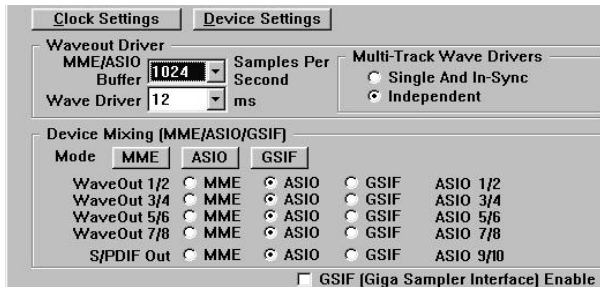 Clock Settings Device Settings
Waveout Driver
MME/ASIO Buffer 1024 Samples Per Second
Wave Driver 12 ms
Multi-Track Wave Drivers
Single And In-Sync
Independent
Device Mixing (MME/ASIO/GSIF)
Mode MME ASIO GSIF
WaveOut 1/2 MME ASIO GSIF ASIO 1/2
WaveOut 3/4 MME ASIO GSIF ASIO 3/4
WaveOut 5/6 MME ASIO GSIF ASIO 5/6
WaveOut 7/8 MME ASIO GSIF ASIO 7/8
S/PDIF Out MME ASIO GSIF ASIO 9/10
GSIF (Giga Sampler Interface) Enable